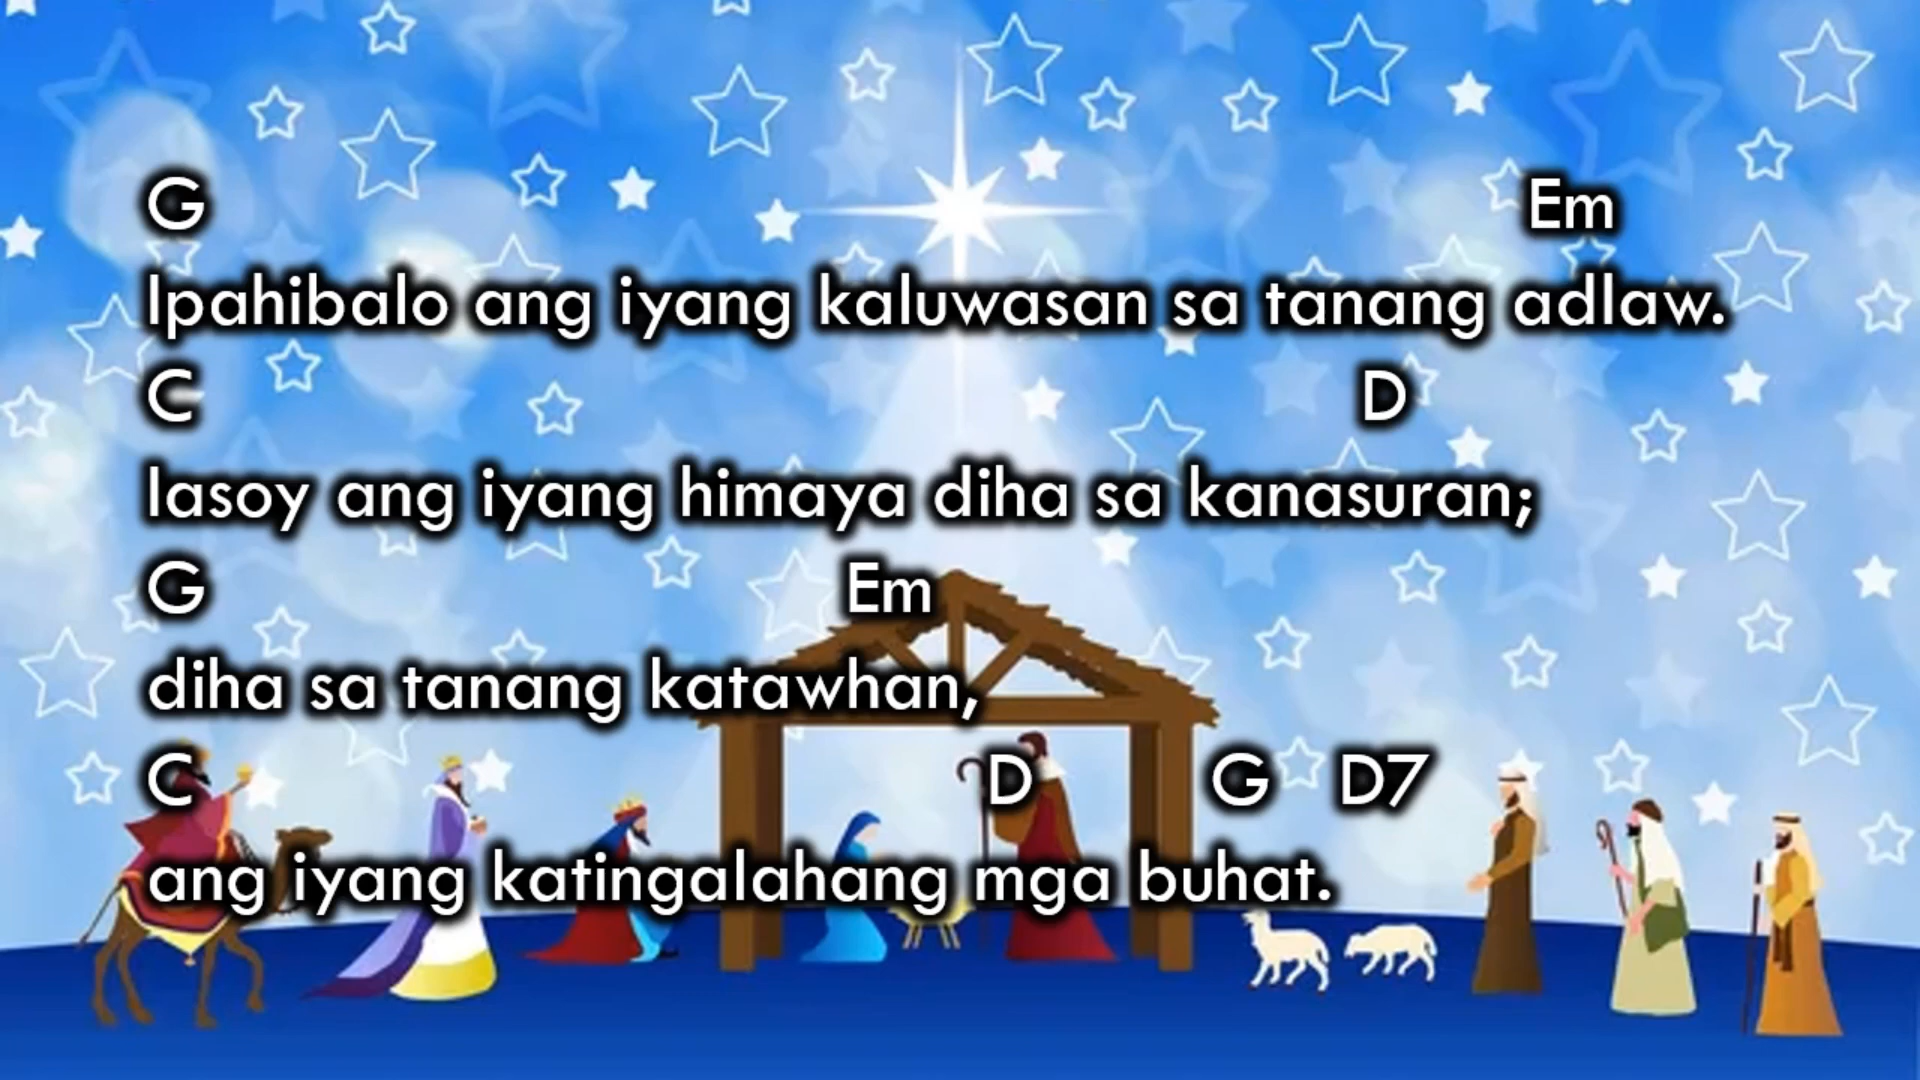 G Em
Ipahibalo ang iyang kaluwasan sa tanang adlaw.
C D
Iasoy ang iyang himaya diha sa kanasuran;
G Em
diha sa tanang katawhan,
C D G D7
ang iyang katingalahang mga buhat.